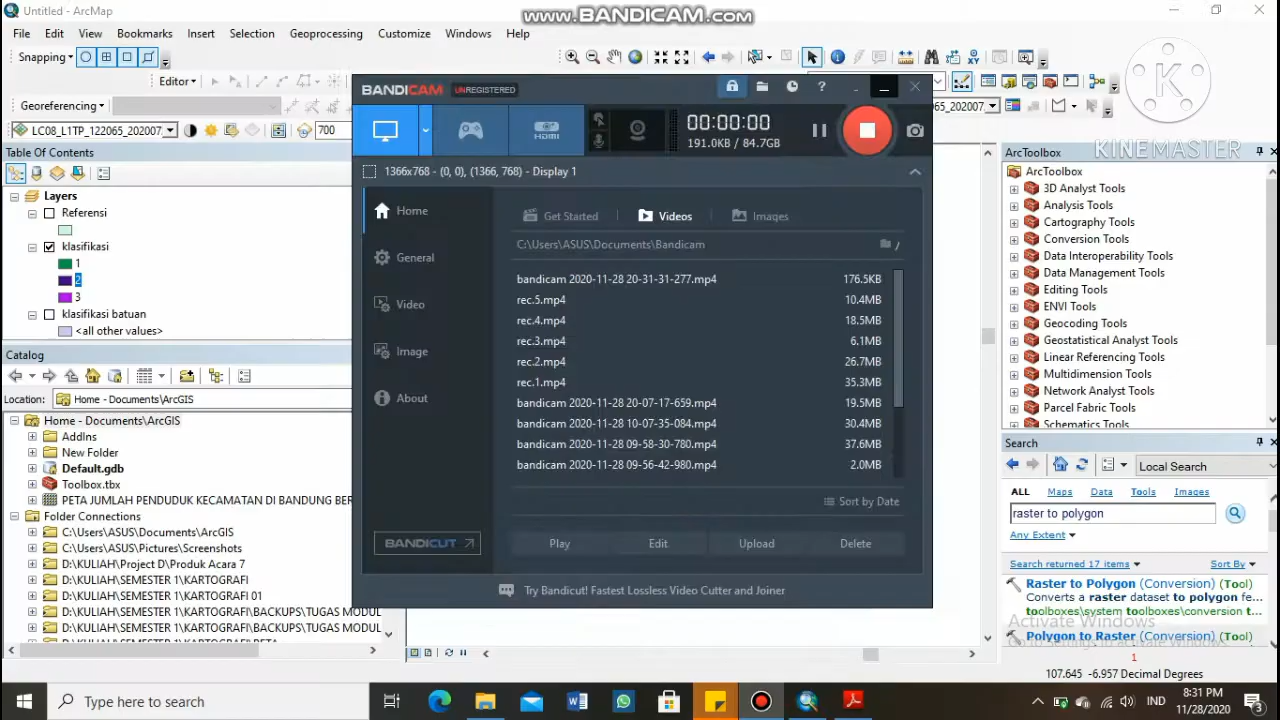 Untitled - ArcMap
www.BANDICAM.com
File Edit View Bookmarks Insert Selection Geoprocessing Customize Windows Help
Snapping
Editor
Georeferencing
LC08_L1TP_122065_202007
700
_065_202007
KINEMASTER
K
BANDICAM UNREGISTERED
HDMI
00:00:00
191.0KB / 84.7GB
1366x768 - (0, 0), (1366, 768) - Display 1
Home
General
Video
Image
About
BANDICUT
Get Started
Videos
Images
C:\Users\ASUS\Documents\Bandicam
bandicam 2020-11-28 20-31-31-277.mp4 176.5KB
rec.5.mp4 10.4MB
rec.4.mp4 18.5MB
rec.3.mp4 6.1MB
rec.2.mp4 26.7MB
rec.1.mp4 35.3MB
bandicam 2020-11-28 20-07-17-659.mp4 19.5MB
bandicam 2020-11-28 10-07-35-084.mp4 30.4MB
bandicam 2020-11-28 09-58-30-780.mp4 37.6MB
bandicam 2020-11-28 09-56-42-980.mp4 2.0MB
Sort by Date
Play Edit Upload Delete
Try Bandicut! Fastest Lossless Video Cutter and Joiner
Table Of Contents
Layers
Referensi
klasifikasi
1
2
3
klasifikasi batuan
<all other values>
Catalog
Location: Home - Documents\ArcGIS
Home - Documents\ArcGIS
AddIns
New Folder
Default.gdb
Toolbox.tbx
PETA JUMLAH PENDUDUK KECAMATAN DI BANDUNG BER
Folder Connections
C:\Users\ASUS\Documents\ArcGIS
C:\Users\ASUS\Pictures\Screenshots
D:\KULIAH\Project D\Produk Acara 7
D:\KULIAH\SEMESTER 1\KARTOGRAFI
D:\KULIAH\SEMESTER 1\KARTOGRAFI 01
D:\KULIAH\SEMESTER 1\KARTOGRAFI\BACKUPS\TUGAS MODUL
D:\KULIAH\SEMESTER 1\KARTOGRAFI\BACKUPS\TUGAS MODUL
ArcToolbox
ArcToolbox
3D Analyst Tools
Analysis Tools
Cartography Tools
Conversion Tools
Data Interoperability Tools
Data Management Tools
Editing Tools
ENVI Tools
Geocoding Tools
Geostatistical Analyst Tools
Linear Referencing Tools
Multidimension Tools
Network Analyst Tools
Parcel Fabric Tools
Schematics Tools
Search
Local Search
ALL Maps Data Tools Images
raster to polygon
Any Extent
Search returned 17 items Sort By
Raster to Polygon (Conversion) (Tool)
Converts a raster dataset to polygon fe...
toolboxes\system toolboxes\conversion t...
Activate Windows
Polygon to Raster (Conversion) (Tool)
Go to Settings to activate Windows.
1
107.645 -6.957 Decimal Degrees
Type here to search
IND
8:31 PM
11/28/2020
3